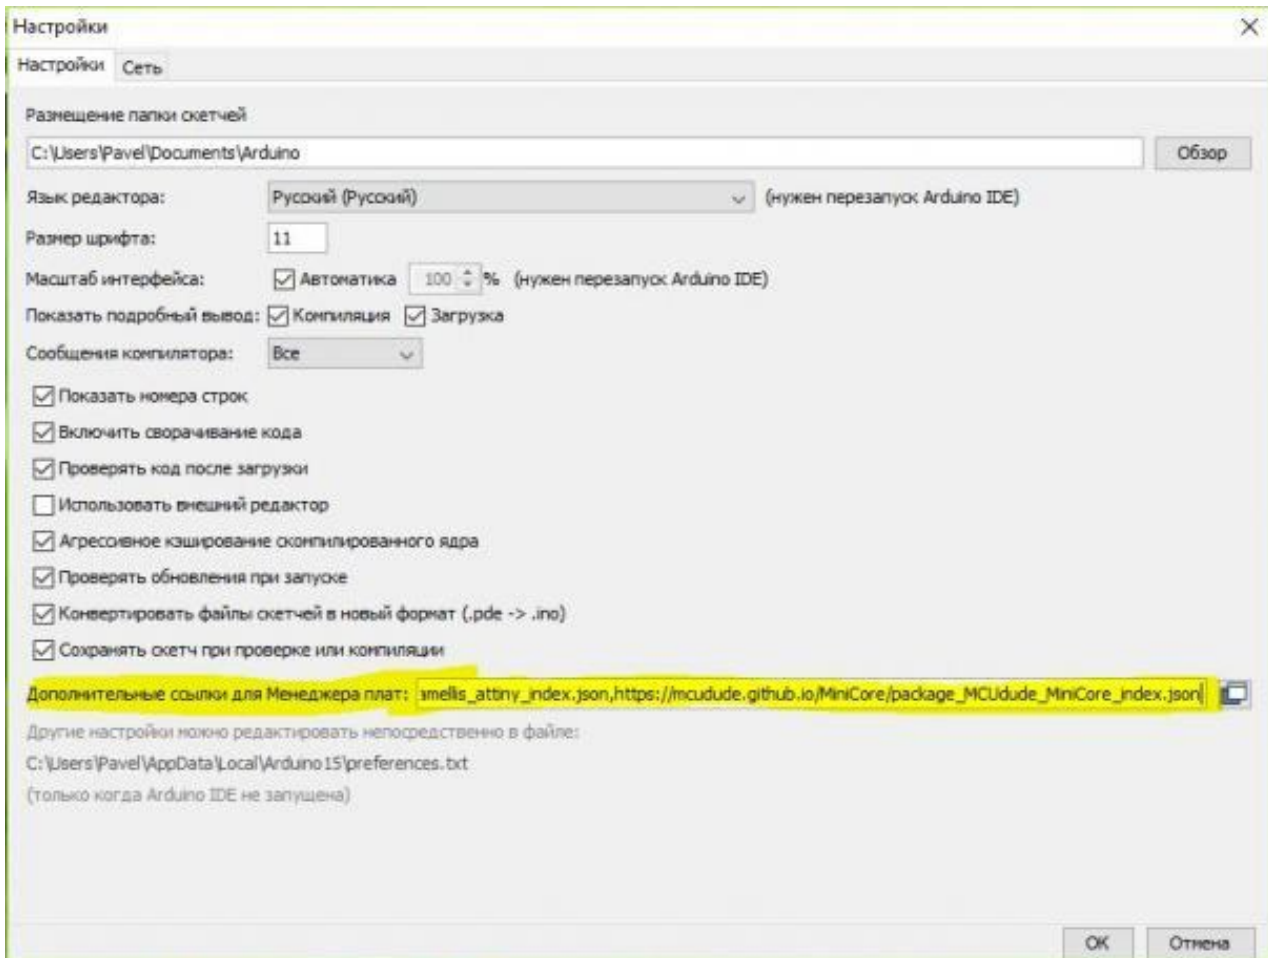 Настройки
Настройки Сеть
Размещение папки скетчей
C:\Users\Pavel\Documents\Arduino Обзор
Язык редактора: Русский (Русский) (нужен перезапуск Arduino IDE)
Размер шрифта: 11
Масштаб интерфейса: Автоматика 100 % (нужен перезапуск Arduino IDE)
Показать подробный вывод: Компиляция Загрузка
Сообщения компилятора: Все
Показать номера строк
Включить сворачивание кода
Проверять код после загрузки
Использовать внешний редактор
Агрессивное кэширование скомпилированного ядра
Проверять обновления при запуске
Конвертировать файлы скетчей в новый формат (.pde -> .ino)
Сохранять скетч при проверке или компиляции
Дополнительные ссылки для Менеджера плат: mellis_attiny_index.json,https://mcudude.github.io/MiniCore/package_MCUdude_MiniCore_index.json
Другие настройки можно редактировать непосредственно в файле:
C:\Users\Pavel\AppData\Local\Arduino15\preferences.txt
(только когда Arduino IDE не запущена)
OK Отмена